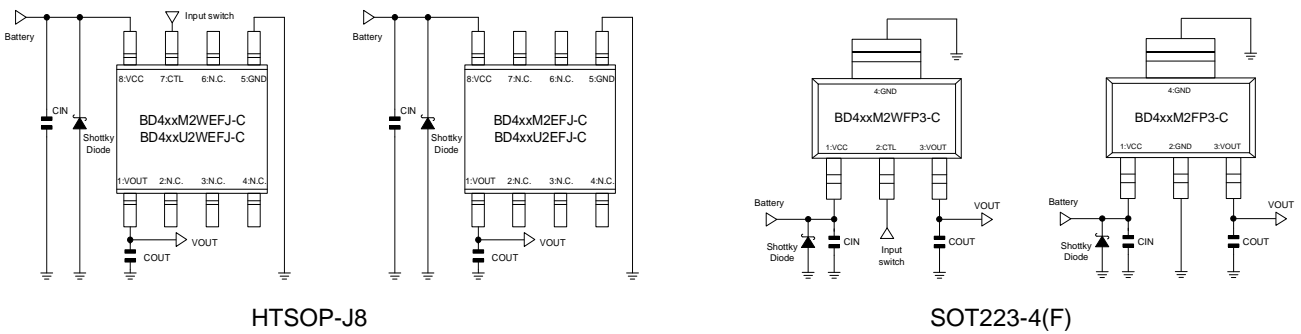 Battery
Input switch
8:VCC 7:CTL 6:N.C. 5:GND
CIN
Shottky
Diode
BD4xxM2WEFJ-C
BD4xxU2WEFJ-C
1:VOUT 2:N.C. 3:N.C. 4:N.C.
VOUT
COUT
Battery
8:VCC 7:N.C. 6:N.C. 5:GND
CIN
Shottky
Diode
BD4xxM2EFJ-C
BD4xxU2EFJ-C
1:VOUT 2:N.C. 3:N.C. 4:N.C.
VOUT
COUT
HTSOP-J8
4:GND
BD4xxM2WFP3-C
1:VCC 2:CTL 3:VOUT
Battery
VOUT
Shottky
Diode
CIN
Input
switch
COUT
4:GND
BD4xxM2FP3-C
1:VCC 2:GND 3:VOUT
Battery
VOUT
Shottky
Diode
CIN
COUT
SOT223-4(F)